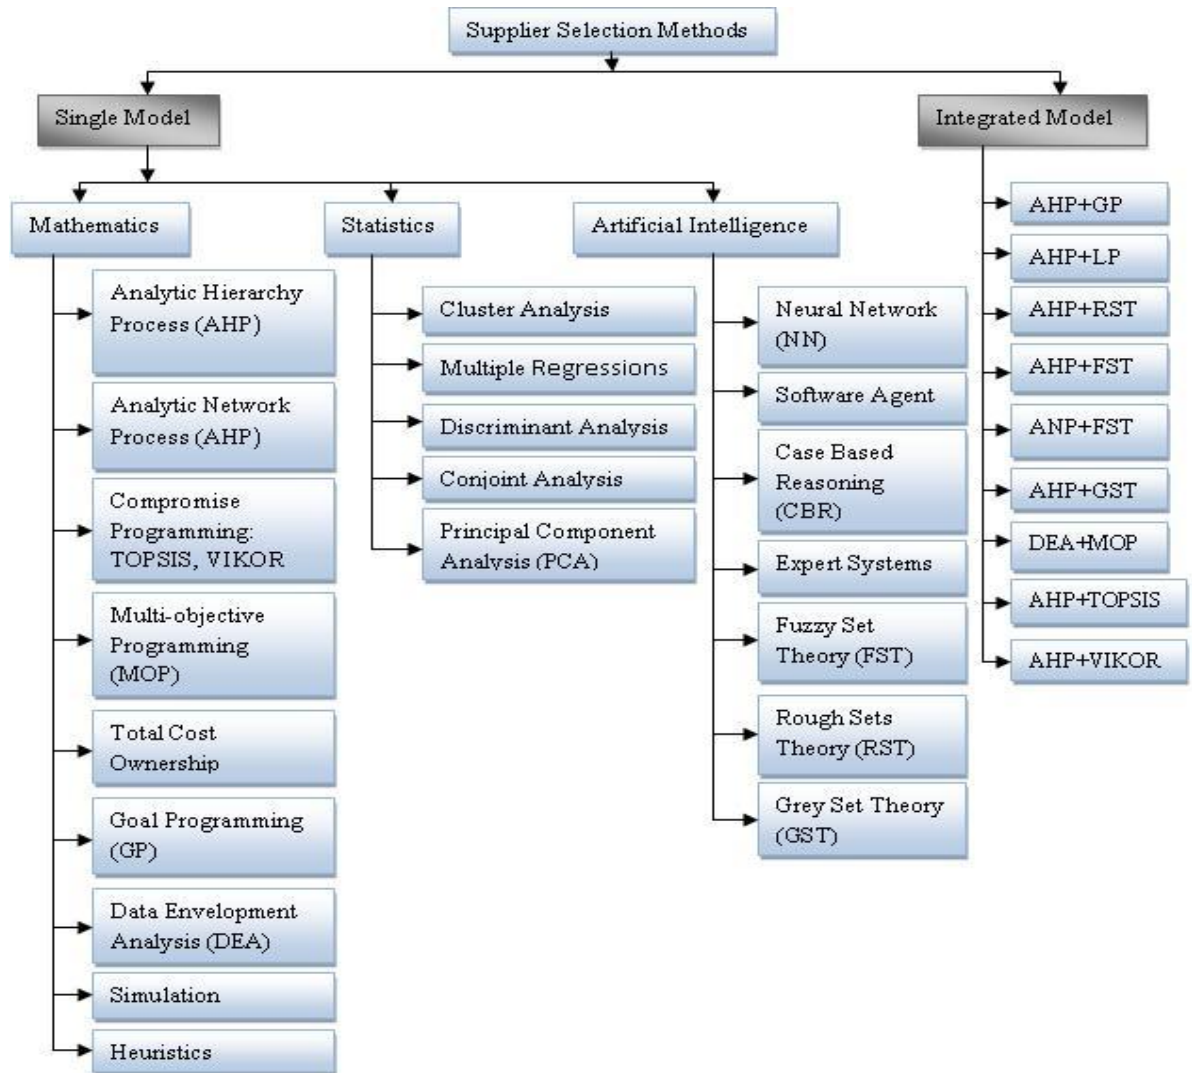 Supplier Selection Methods
Single Model
Integrated Model
Mathematics
Statistics
Artificial Intelligence
Analytic Hierarchy
Process (AHP)
Analytic Network
Process (AHP)
Compromise
Programming:
TOPSIS, VIKOR
Multi-objective
Programming
(MOP)
Total Cost
Ownership
Goal Programming
(GP)
Data Envelopment
Analysis (DEA)
Simulation
Heuristics
Cluster Analysis
Multiple Regressions
Discriminant Analysis
Conjoint Analysis
Principal Component
Analysis (PCA)
Neural Network
(NN)
Software Agent
Case Based
Reasoning
(CBR)
Expert Systems
Fuzzy Set
Theory (FST)
Rough Sets
Theory (RST)
Grey Set Theory
(GST)
AHP+GP
AHP+LP
AHP+RST
AHP+FST
ANP+FST
AHP+GST
DEA+MOP
AHP+TOPSIS
AHP+VIKOR